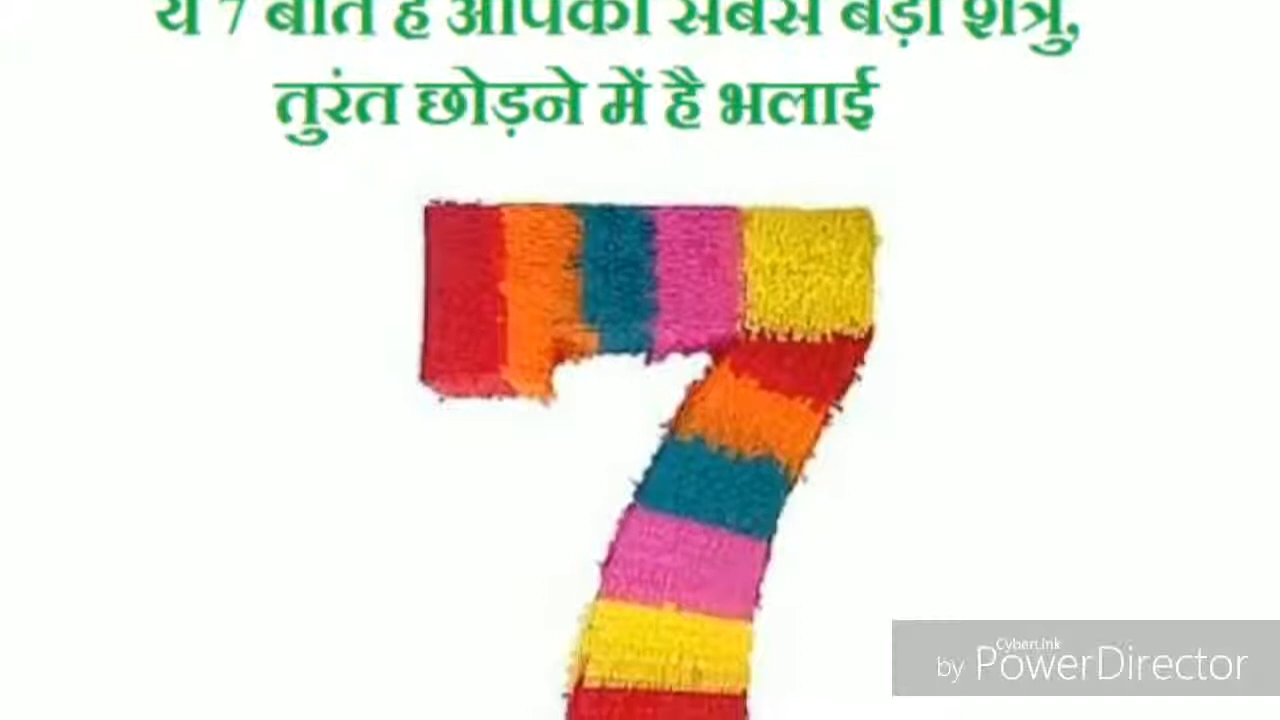 ये 7 बातें हैं आपकी सबसे बड़ी शत्रु,
तुरंत छोड़ने में है भलाई
CyberLink
by PowerDirector